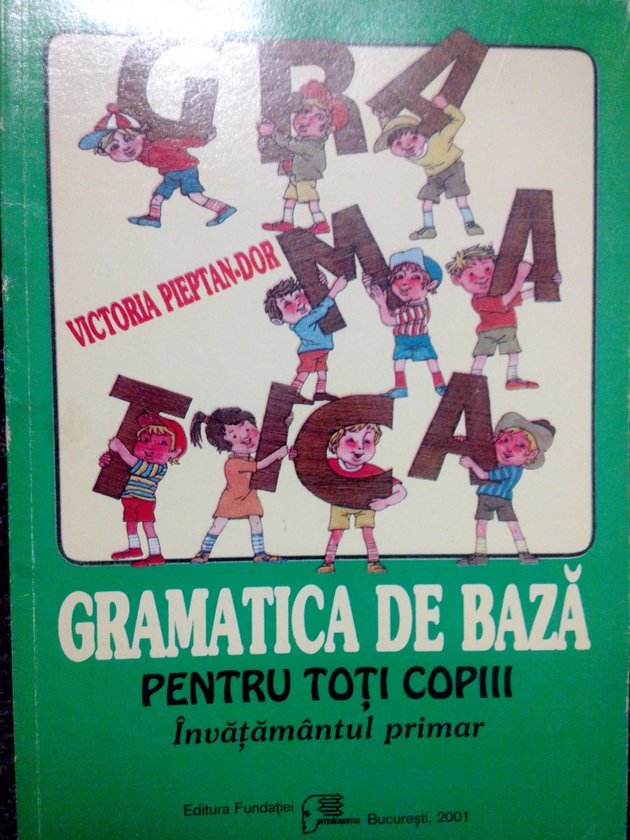 GRA
MA
TICA
VICTORIA PIEPTAN-DOR
GRAMATICA DE BAZĂ
PENTRU TOȚI COPIII
Învățământul primar
Editura Fundației
București, 2001